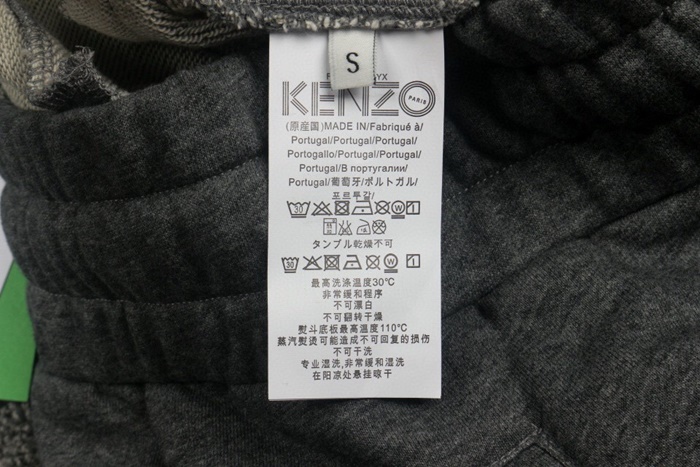 S
KENZO
PARIS
(原産国)MADE IN/Fabriqué à/
Portugal/Portugal/Portugal/
Portogallo/Portugal/Portugal/
Portugal/В португалии/
Portugal/葡萄牙/ポルトガル/
포르투갈/
タンブル乾燥不可
最高洗涤温度30℃
非常缓和程序
不可漂白
不可翻转干燥
熨斗底板最高温度110℃
蒸汽熨烫可能造成不可回复的损伤
不可干洗
专业湿洗,非常缓和湿洗
在阳凉处悬挂晾干